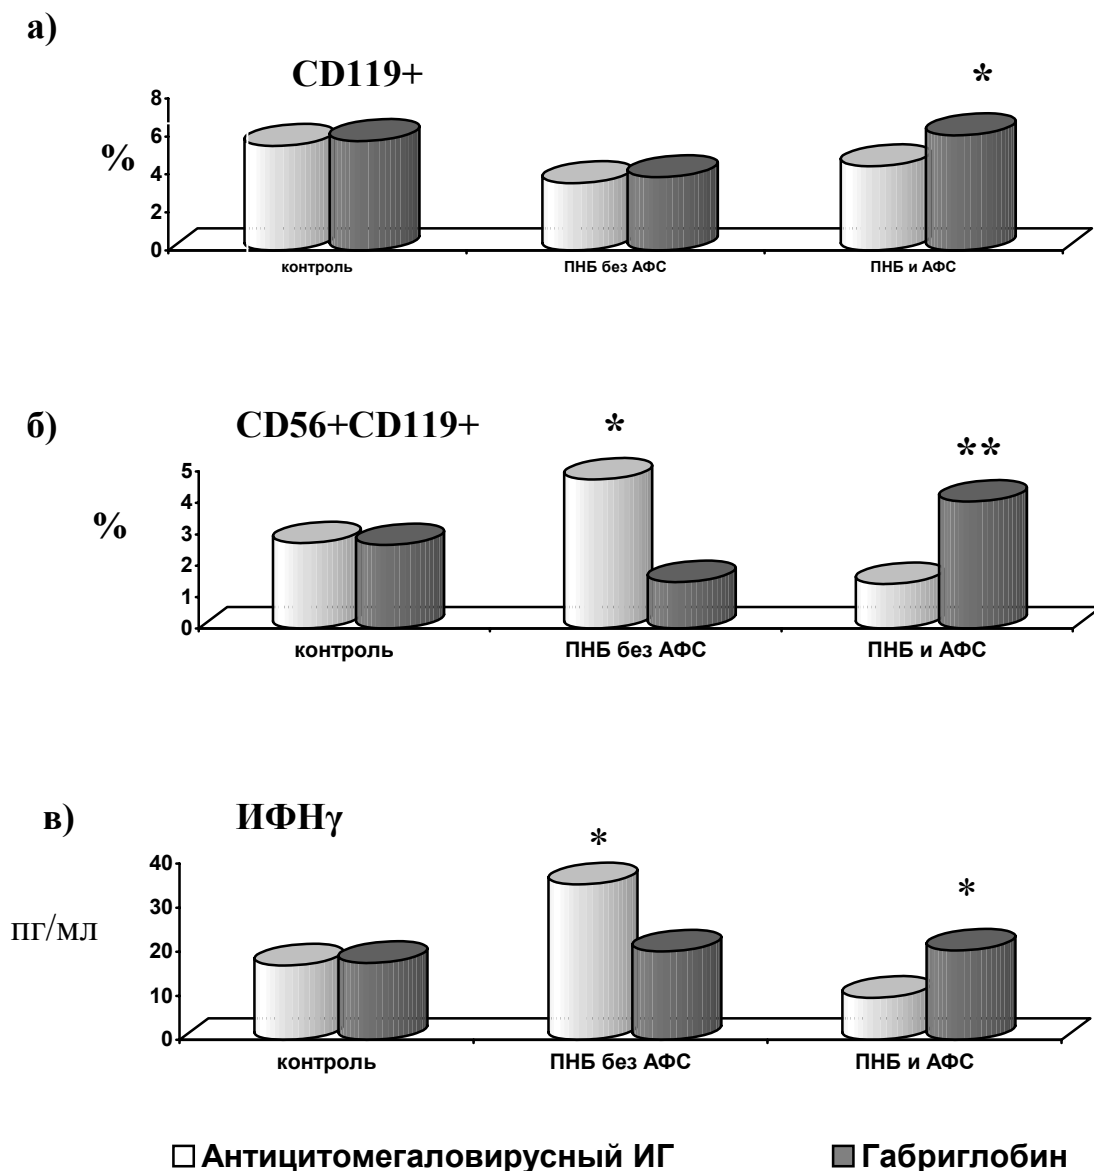 а)
CD119+
*
%
8
6
4
2
0
контроль
ПНБ без АФС
ПНБ и АФС
б)
CD56+CD119+
*
**
%
5
4
3
2
1
0
контроль
ПНБ без АФС
ПНБ и АФС
в)
ИФНγ
*
*
пг/мл
40
30
20
10
0
контроль
ПНБ без АФС
ПНБ и АФС
Антицитомегаловирусный ИГ
Габриглобин